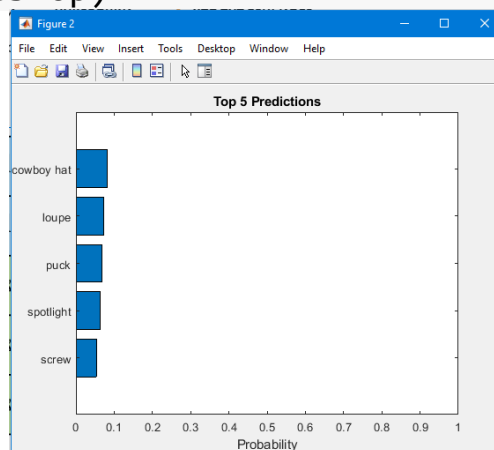 Figure 2
File Edit View Insert Tools Desktop Window Help
Top 5 Predictions
cowboy hat
loupe
puck
spotlight
screw
0 0.1 0.2 0.3 0.4 0.5 0.6 0.7 0.8 0.9 1
Probability